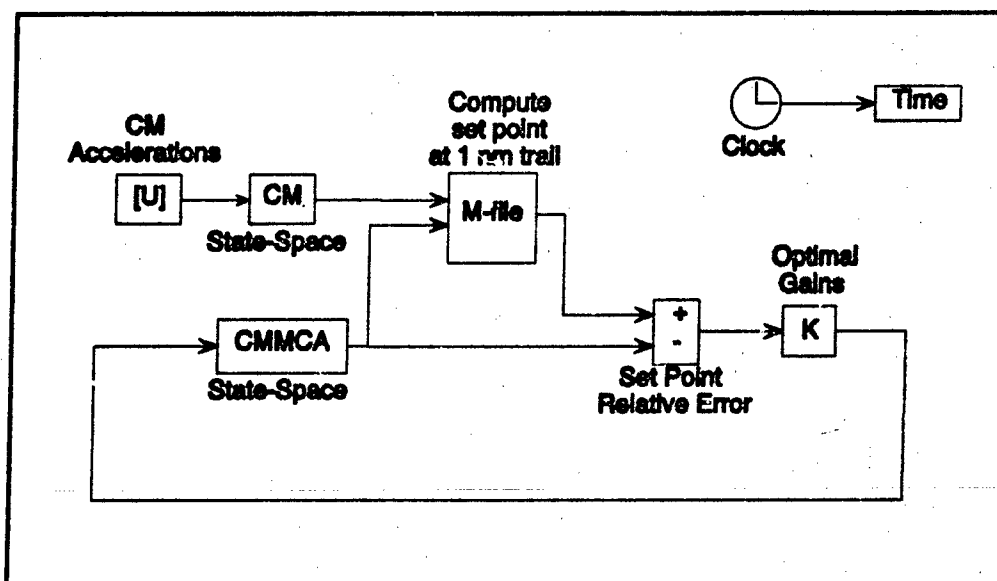 CM
Accelerations
[U]
CM
State-Space
Compute
set point
at 1 nm trail
M-file
Clock
Time
CMMCA
State-Space
+
-
Set Point
Relative Error
Optimal
Gains
K